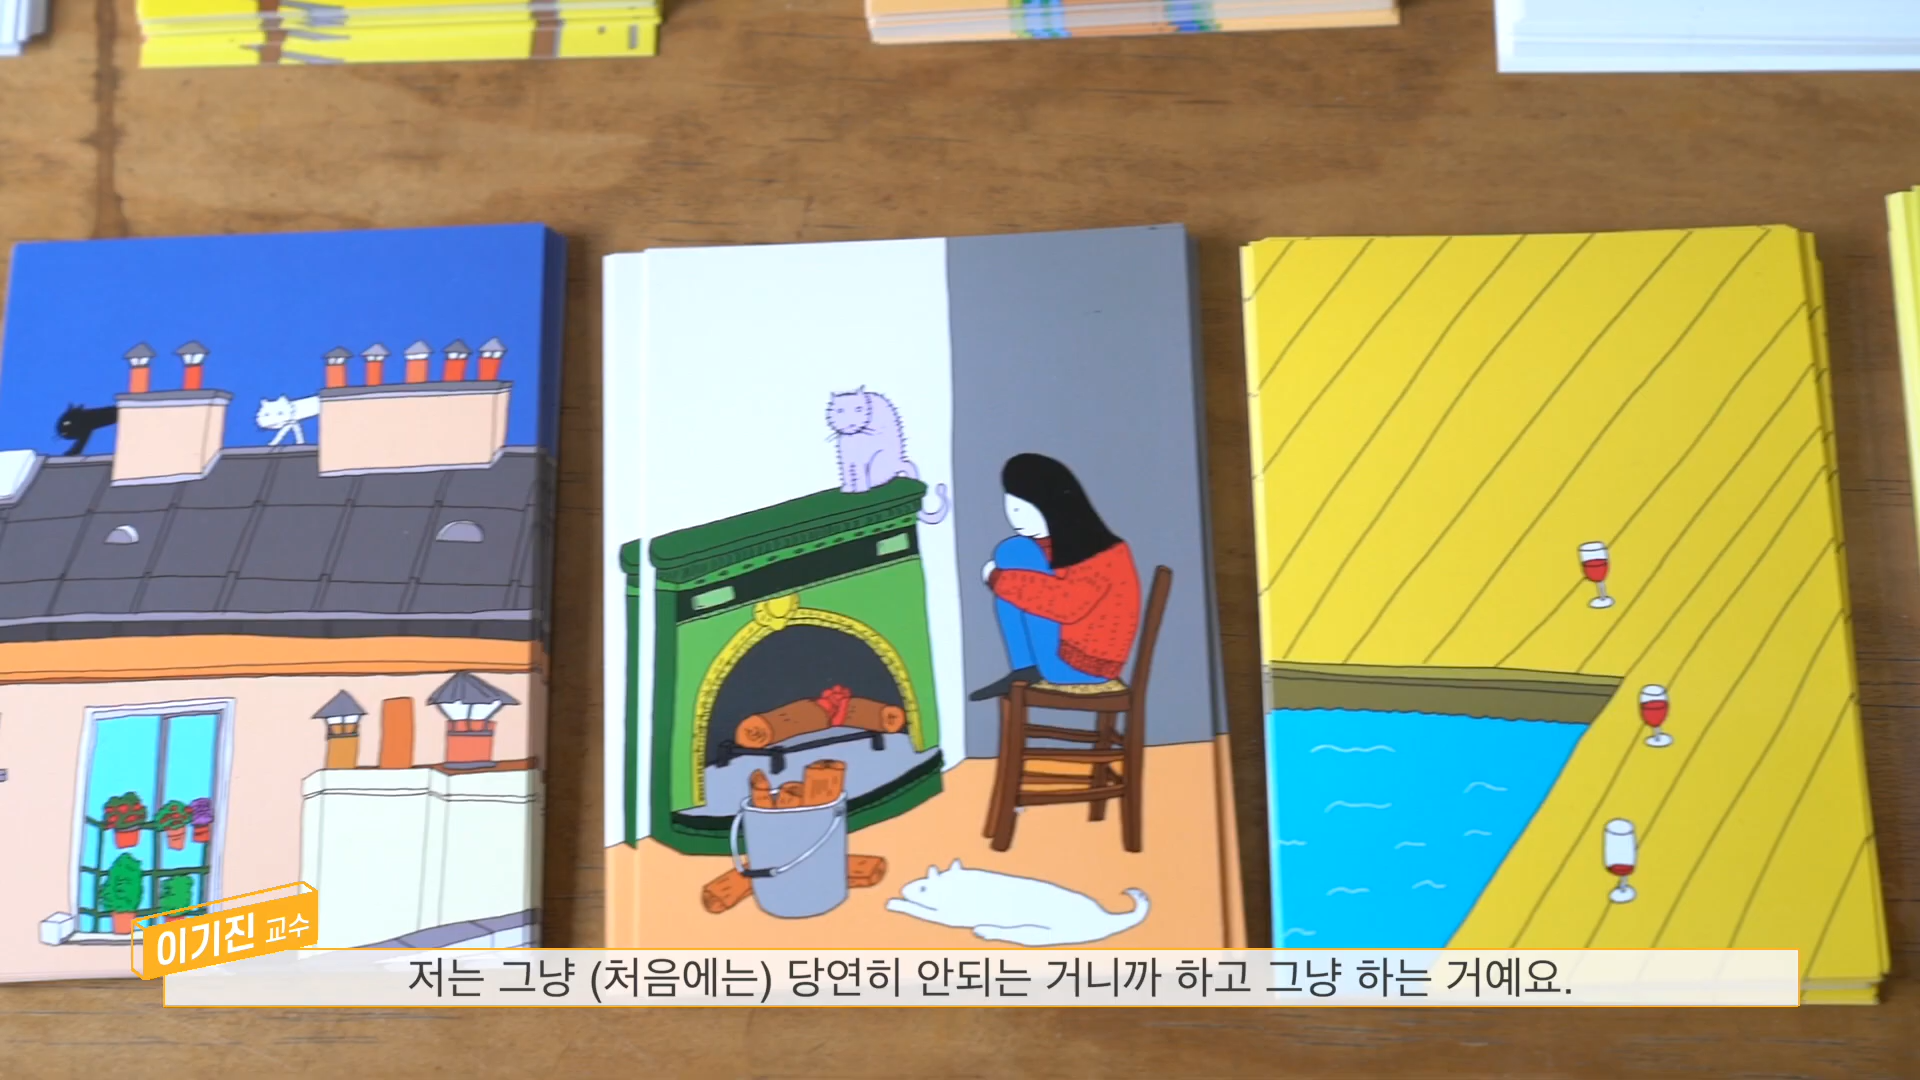 이기진 교수
저는 그냥 (처음에는) 당연히 안되는 거니까 하고 그냥 하는 거예요.